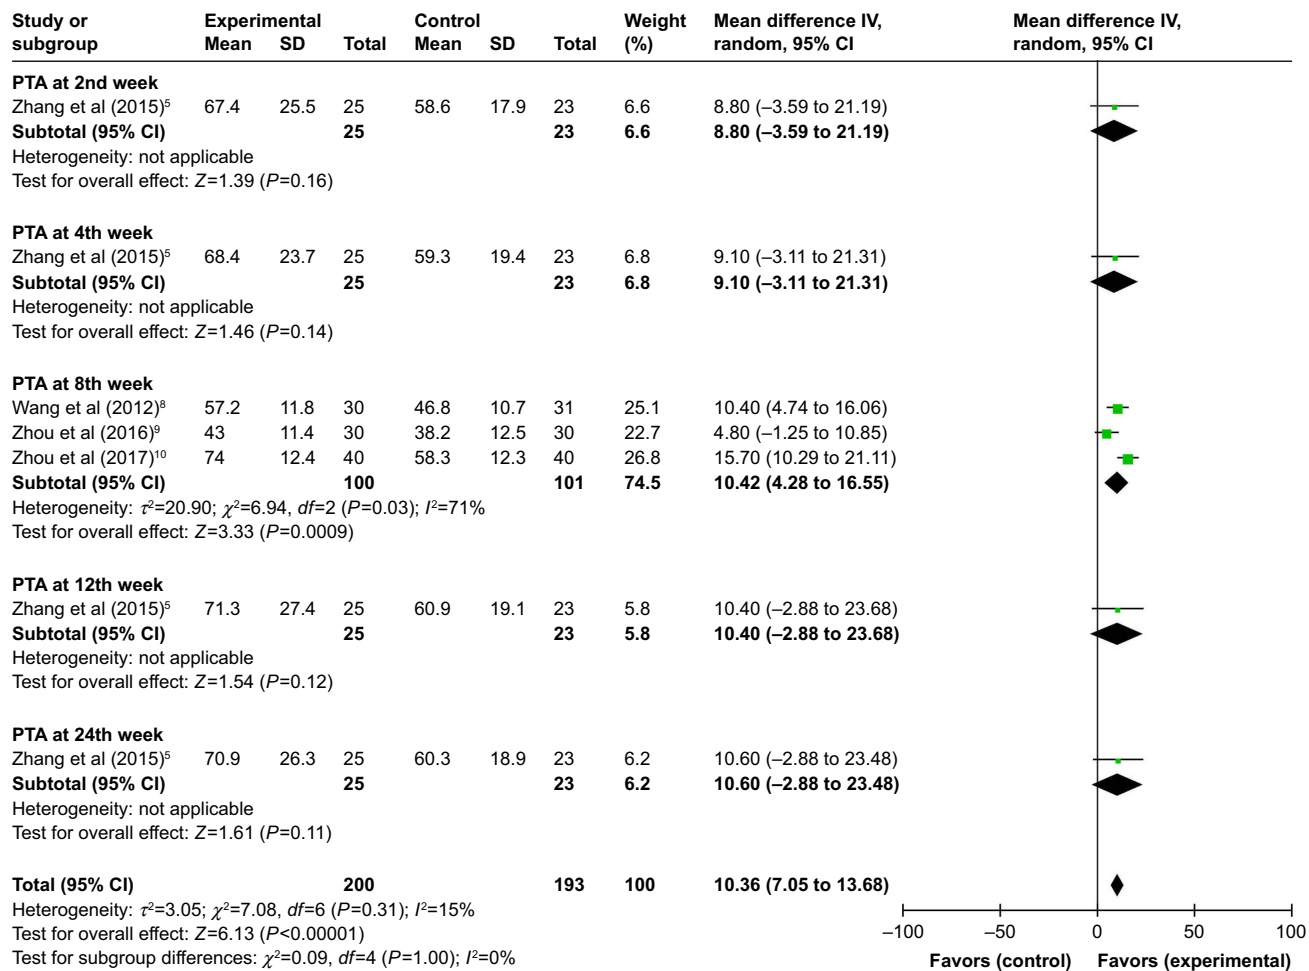 Study or subgroup Experimental Control Weight (%) Mean difference IV, random, 95% CI Mean difference IV, random, 95% CI
Mean SD Total Mean SD Total
PTA at 2nd week
Zhang et al (2015)5 67.4 25.5 25 58.6 17.9 23 6.6 8.80 (–3.59 to 21.19)
Subtotal (95% CI) 25 23 6.6 8.80 (–3.59 to 21.19)
Heterogeneity: not applicable
Test for overall effect: Z=1.39 (P=0.16)
PTA at 4th week
Zhang et al (2015)5 68.4 23.7 25 59.3 19.4 23 6.8 9.10 (–3.11 to 21.31)
Subtotal (95% CI) 25 23 6.8 9.10 (–3.11 to 21.31)
Heterogeneity: not applicable
Test for overall effect: Z=1.46 (P=0.14)
PTA at 8th week
Wang et al (2012)8 57.2 11.8 30 46.8 10.7 31 25.1 10.40 (4.74 to 16.06)
Zhou et al (2016)9 43 11.4 30 38.2 12.5 30 22.7 4.80 (–1.25 to 10.85)
Zhou et al (2017)10 74 12.4 40 58.3 12.3 40 26.8 15.70 (10.29 to 21.11)
Subtotal (95% CI) 100 101 74.5 10.42 (4.28 to 16.55)
Heterogeneity: τ2=20.90; χ2=6.94, df=2 (P=0.03); I2=71%
Test for overall effect: Z=3.33 (P=0.0009)
PTA at 12th week
Zhang et al (2015)5 71.3 27.4 25 60.9 19.1 23 5.8 10.40 (–2.88 to 23.68)
Subtotal (95% CI) 25 23 5.8 10.40 (–2.88 to 23.68)
Heterogeneity: not applicable
Test for overall effect: Z=1.54 (P=0.12)
PTA at 24th week
Zhang et al (2015)5 70.9 26.3 25 60.3 18.9 23 6.2 10.60 (–2.88 to 23.48)
Subtotal (95% CI) 25 23 6.2 10.60 (–2.88 to 23.48)
Heterogeneity: not applicable
Test for overall effect: Z=1.61 (P=0.11)
Total (95% CI) 200 193 100 10.36 (7.05 to 13.68)
Heterogeneity: τ2=3.05; χ2=7.08, df=6 (P=0.31); I2=15%
Test for overall effect: Z=6.13 (P<0.00001)
Test for subgroup differences: χ2=0.09, df=4 (P=1.00); I2=0%
–100 –50 0 50 100
Favors (control) Favors (experimental)